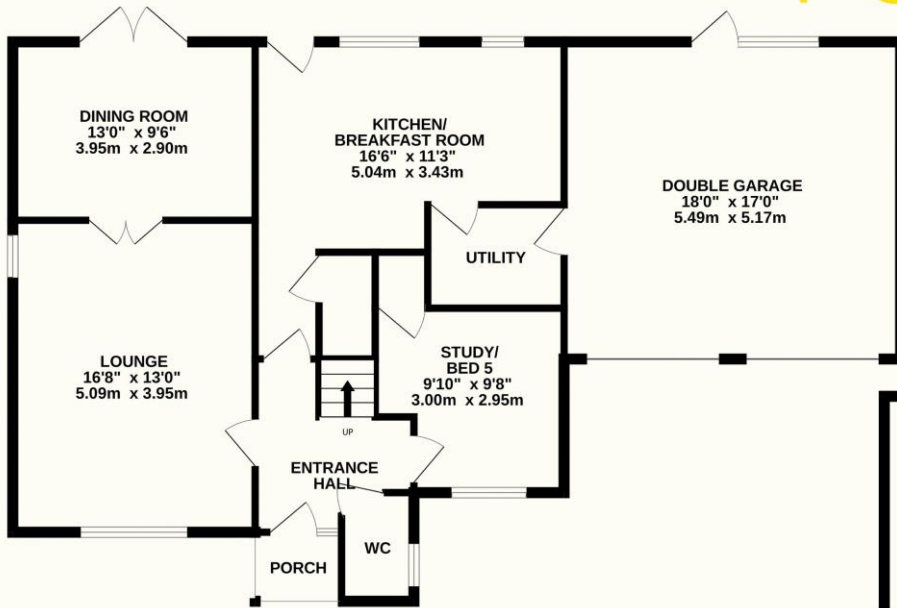 DINING ROOM
13'0" x 9'6"
3.95m x 2.90m
KITCHEN/
BREAKFAST ROOM
16'6" x 11'3"
5.04m x 3.43m
DOUBLE GARAGE
18'0" x 17'0"
5.49m x 5.17m
UTILITY
LOUNGE
16'8" x 13'0"
5.09m x 3.95m
STUDY/
BED 5
9'10" x 9'8"
3.00m x 2.95m
UP
ENTRANCE
HALL
WC
PORCH